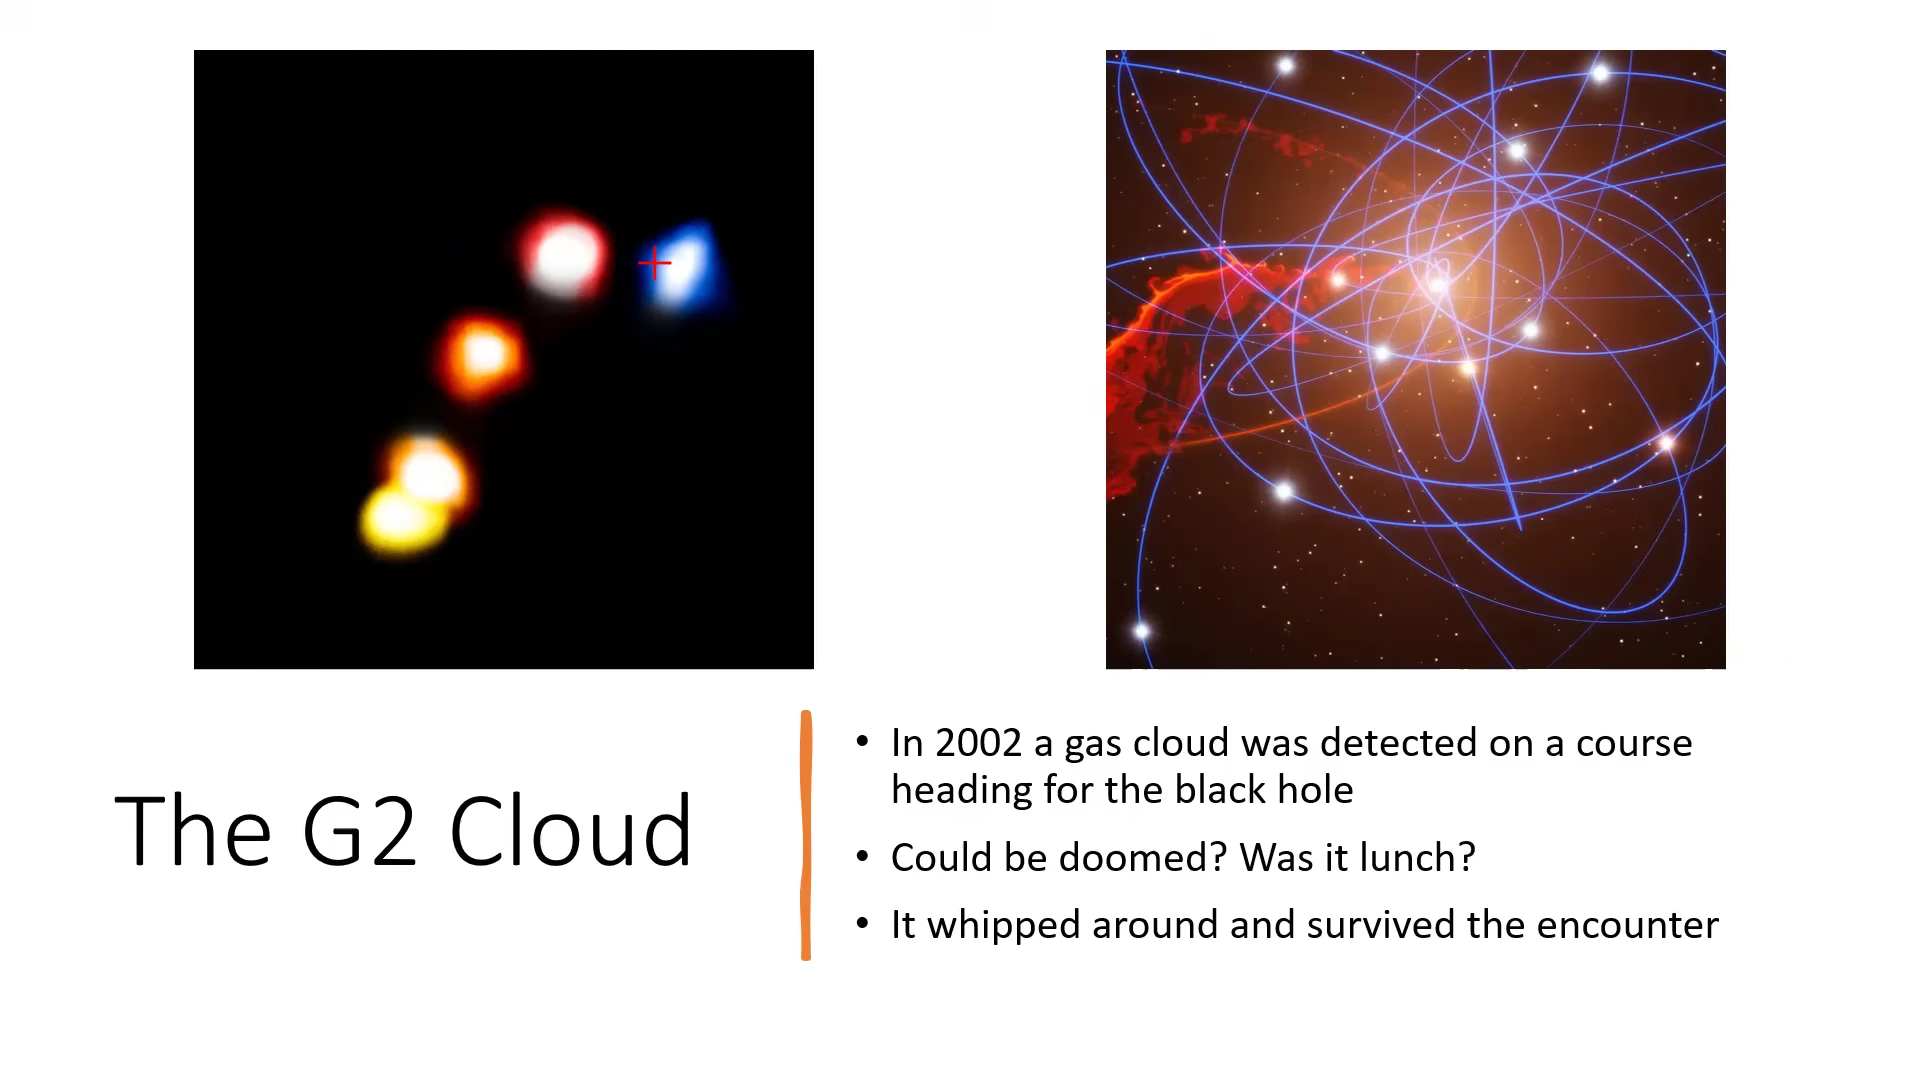 The G2 Cloud
• In 2002 a gas cloud was detected on a course
heading for the black hole
• Could be doomed? Was it lunch?
• It whipped around and survived the encounter